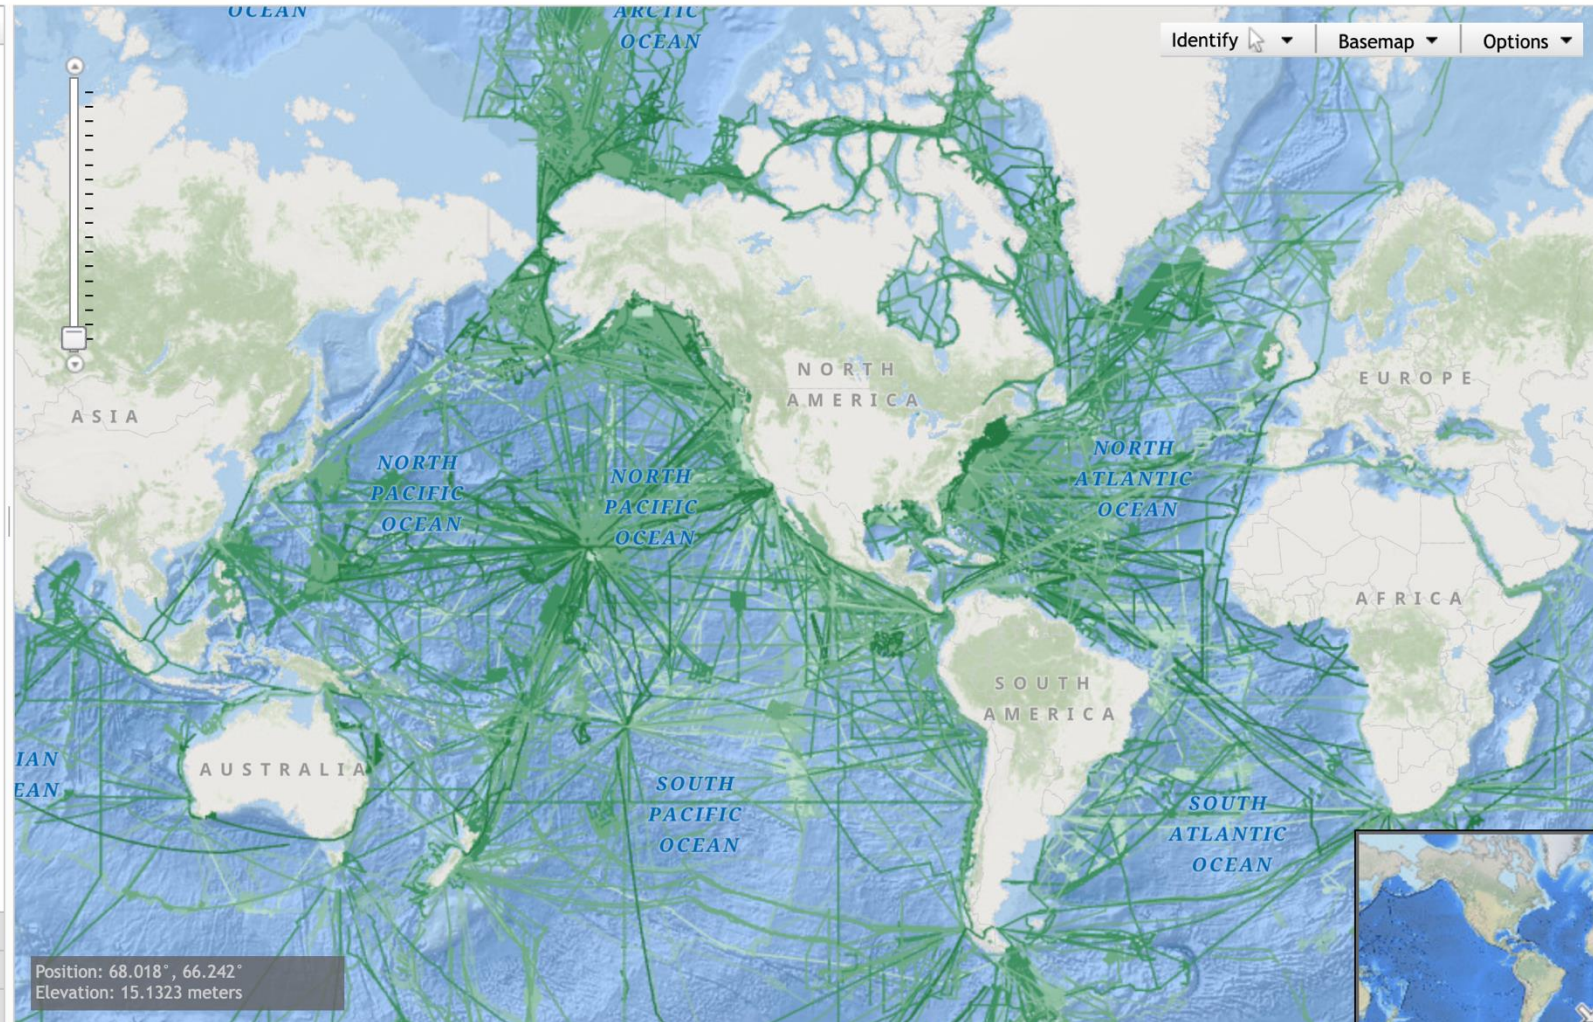 OCEAN
ARCTIC
OCEAN
Identify
Basemap
Options
NORTH
AMERICA
EUROPE
ASIA
NORTH
PACIFIC
OCEAN
NORTH
PACIFIC
OCEAN
NORTH
ATLANTIC
OCEAN
AFRICA
SOUTH
AMERICA
IAN
EAN
AUSTRALIA
SOUTH
PACIFIC
OCEAN
SOUTH
ATLANTIC
OCEAN
Position: 68.018°, 66.242°
Elevation: 15.1323 meters